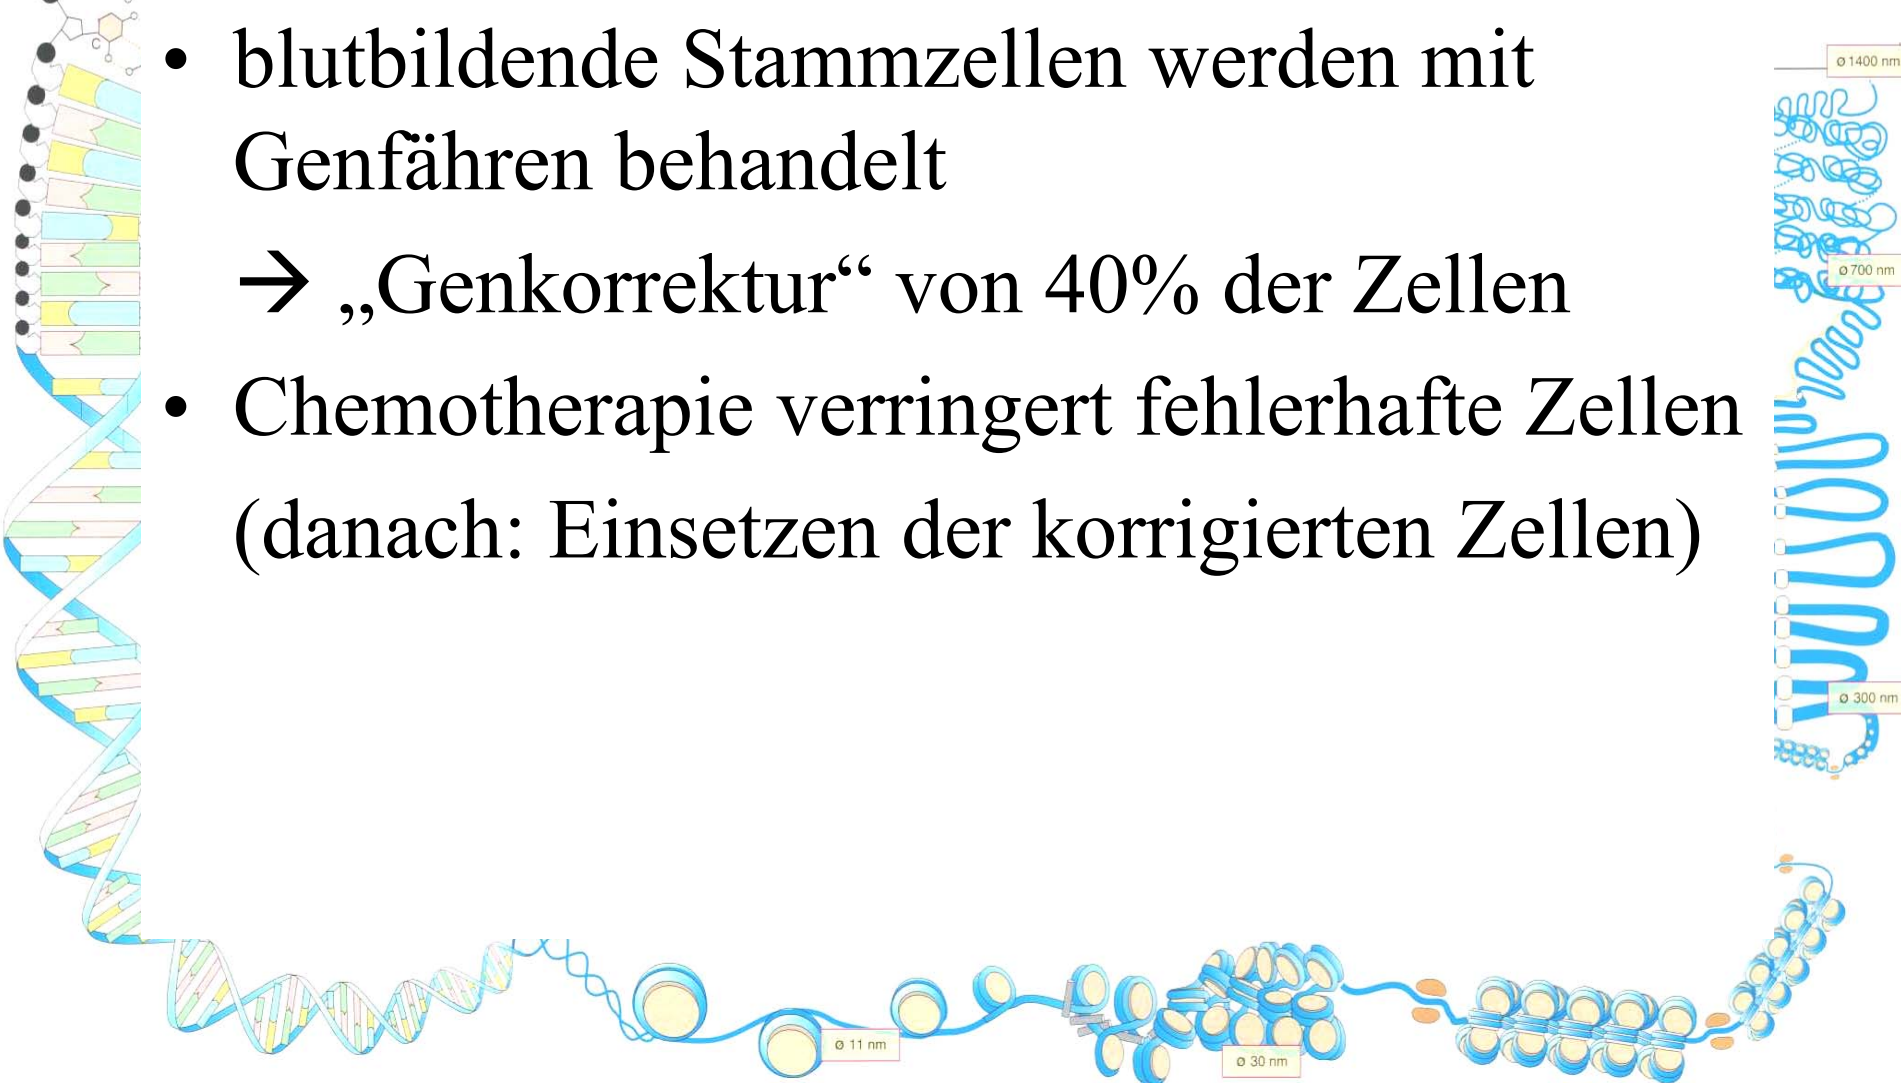 • blutbildende Stammzellen werden mit
Genfähren behandelt
→ „Genkorrektur“ von 40% der Zellen
• Chemotherapie verringert fehlerhafte Zellen
(danach: Einsetzen der korrigierten Zellen)
C
ø 1400 nm
ø 700 nm
ø 300 nm
ø 11 nm
ø 30 nm